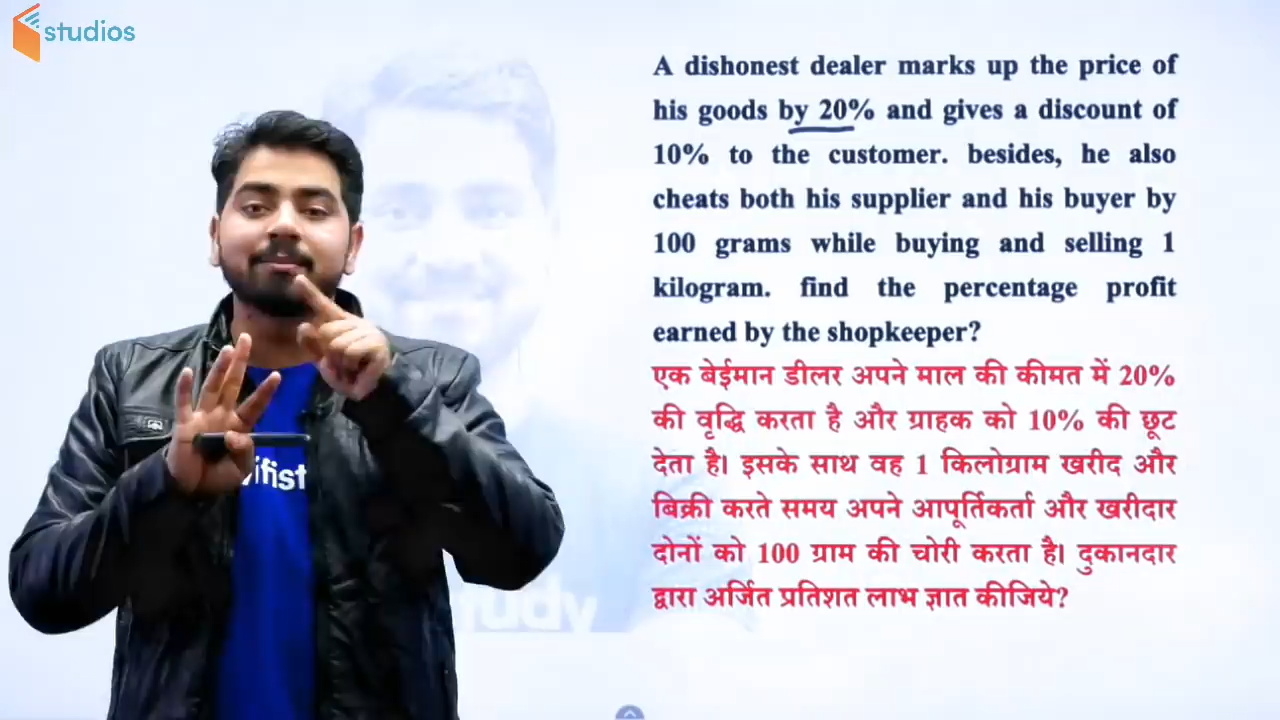 studios
A dishonest dealer marks up the price of
his goods by 20% and gives a discount of
10% to the customer. besides, he also
cheats both his supplier and his buyer by
100 grams while buying and selling 1
kilogram. find the percentage profit
earned by the shopkeeper?
एक बेईमान डीलर अपने माल की कीमत में 20%
की वृद्धि करता है और ग्राहक को 10% की छूट
देता है। इसके साथ वह 1 किलोग्राम खरीद और
बिक्री करते समय अपने आपूर्तिकर्ता और खरीदार
दोनों को 100 ग्राम की चोरी करता है। दुकानदार
द्वारा अर्जित प्रतिशत लाभ ज्ञात कीजिये?
ifist